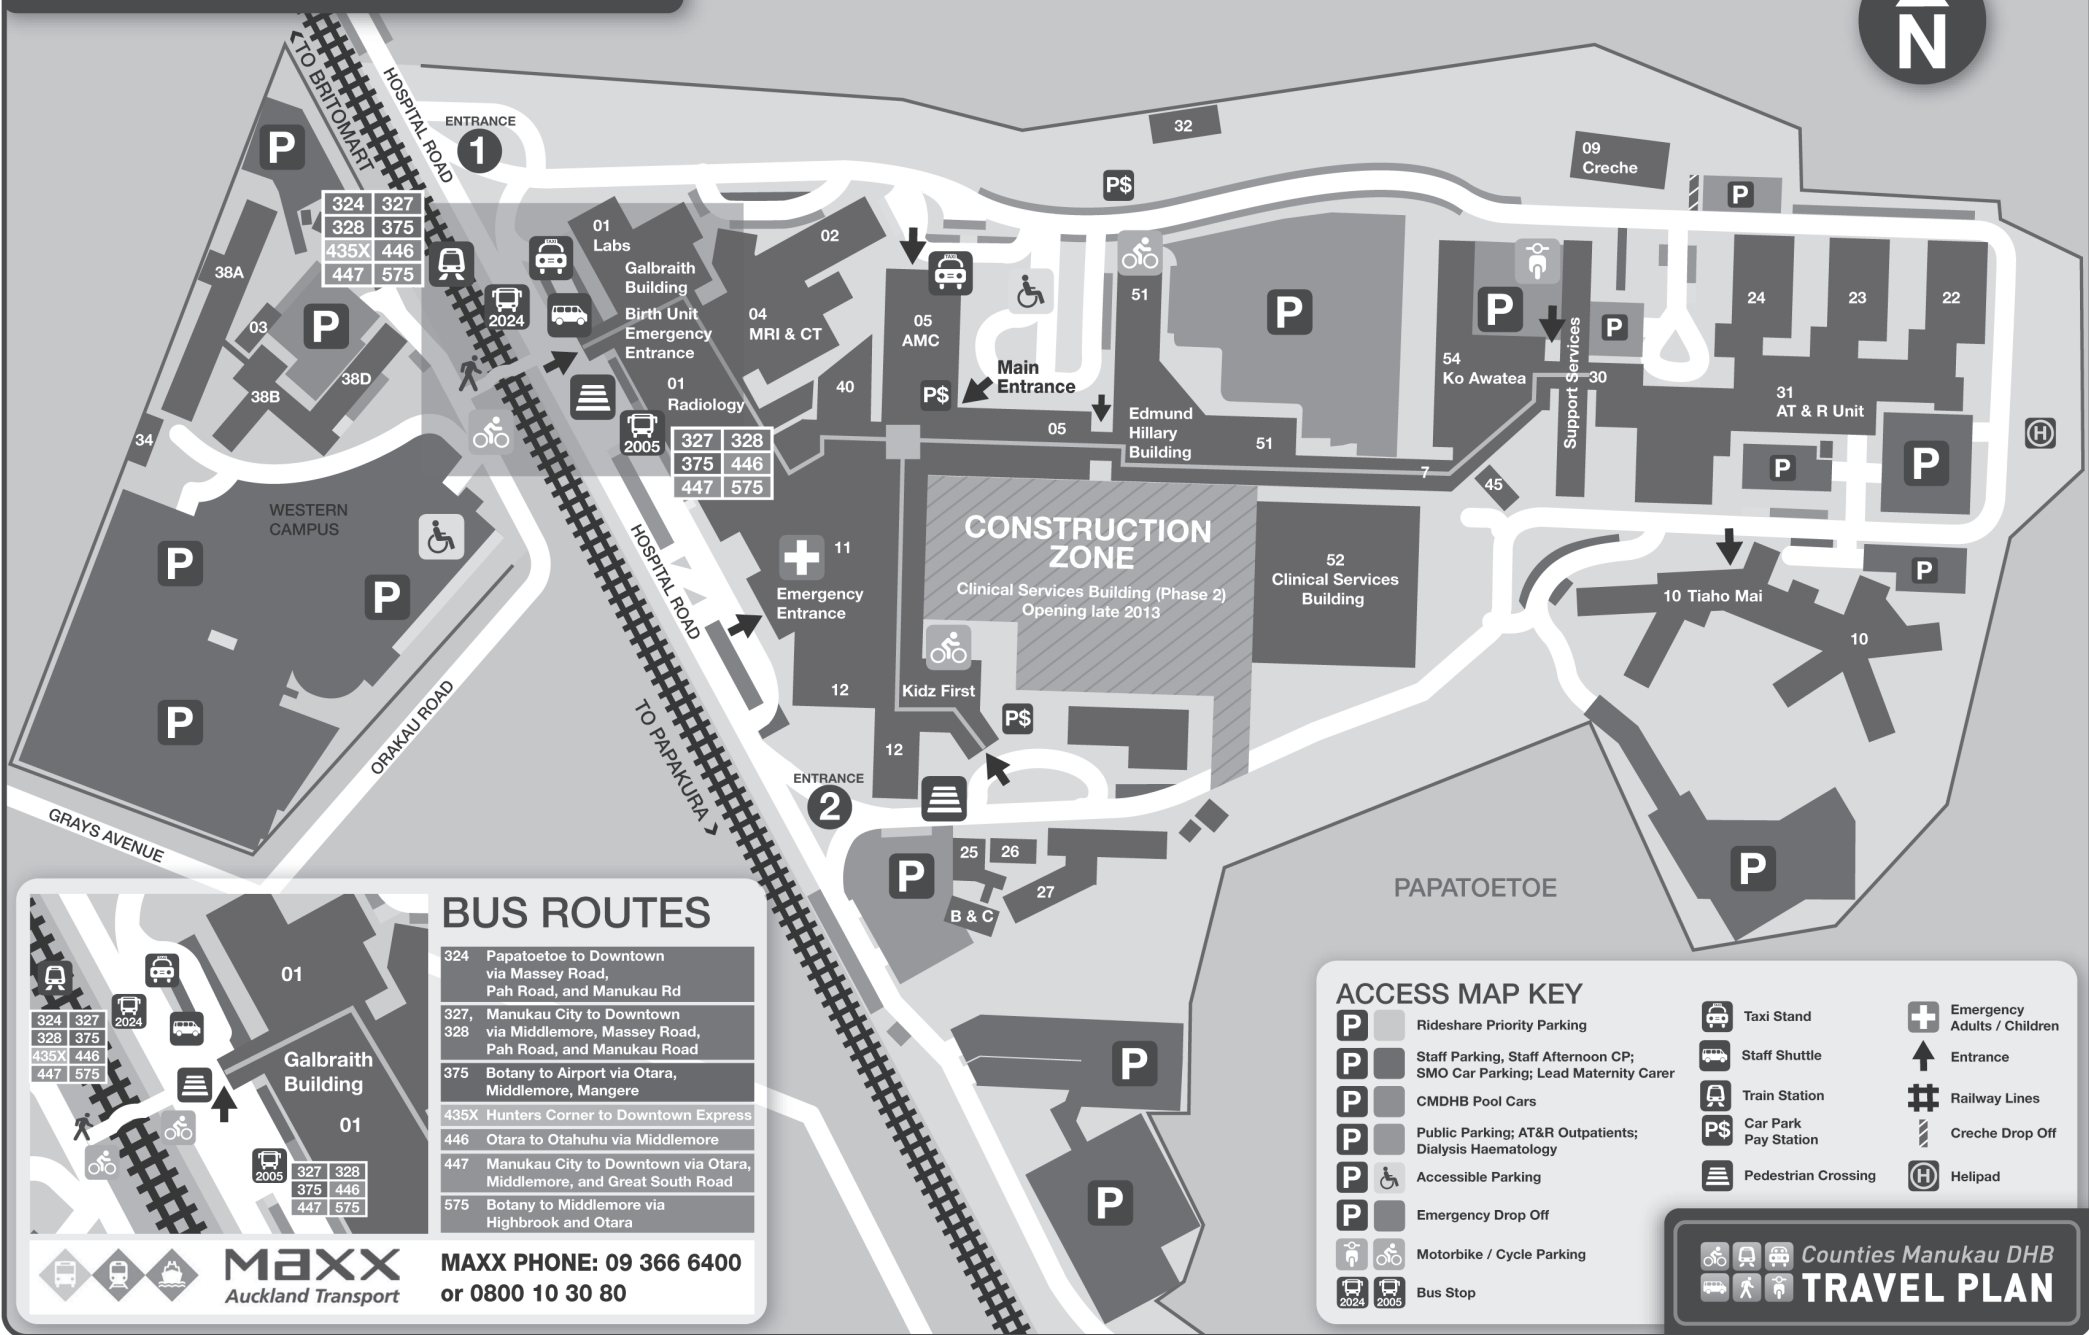 N
TO BRITOMART
HOSPITAL ROAD
ENTRANCE
1
P
324 327
328 375
435X 446
447 575
2024
01
Labs
Galbraith
Building
Birth Unit
Emergency
Entrance
01
Radiology
2005
327 328
375 446
447 575
02
04
MRI & CT
40
05
AMC
P$
Main
Entrance
05
P$
32
51
Edmund
Hillary
Building
51
P
7
09
Creche
P
P
54
Ko Awatea
Support Services
P
30
45
24
23
22
31
AT & R Unit
P
P
H
P
10 Tiaho Mai
10
38A
03
P
38D
38B
34
WESTERN
CAMPUS
P
P
P
ORAKAU ROAD
GRAYS AVENUE
HOSPITAL ROAD
TO PAPAKURA
11
Emergency
Entrance
12
12
Kidz First
P$
CONSTRUCTION
ZONE
Clinical Services Building (Phase 2)
Opening late 2013
52
Clinical Services
Building
ENTRANCE
2
P
25
26
27
B & C
PAPATOETOE
P
P
P
01
Galbraith
Building
01
2024
324 327
328 375
435X 446
447 575
2005
327 328
375 446
447 575
BUS ROUTES
324 Papatoetoe to Downtown
via Massey Road,
Pah Road, and Manukau Rd
327, Manukau City to Downtown
328 via Middlemore, Massey Road,
Pah Road, and Manukau Road
375 Botany to Airport via Otara,
Middlemore, Mangere
435X Hunters Corner to Downtown Express
446 Otara to Otahuhu via Middlemore
447 Manukau City to Downtown via Otara,
Middlemore, and Great South Road
575 Botany to Middlemore via
Highbrook and Otara
maxx
Auckland Transport
MAXX PHONE: 09 366 6400
or 0800 10 30 80
ACCESS MAP KEY
P Rideshare Priority Parking
P Staff Parking, Staff Afternoon CP;
SMO Car Parking; Lead Maternity Carer
P CMDHB Pool Cars
P Public Parking; AT&R Outpatients;
Dialysis Haematology
P Accessible Parking
P Emergency Drop Off
Motorbike / Cycle Parking
2024 2005 Bus Stop
TAXI Taxi Stand
Staff Shuttle
Train Station
P$ Car Park
Pay Station
Pedestrian Crossing
Emergency
Adults / Children
Entrance
Railway Lines
Creche Drop Off
H Helipad
Counties Manukau DHB
TRAVEL PLAN